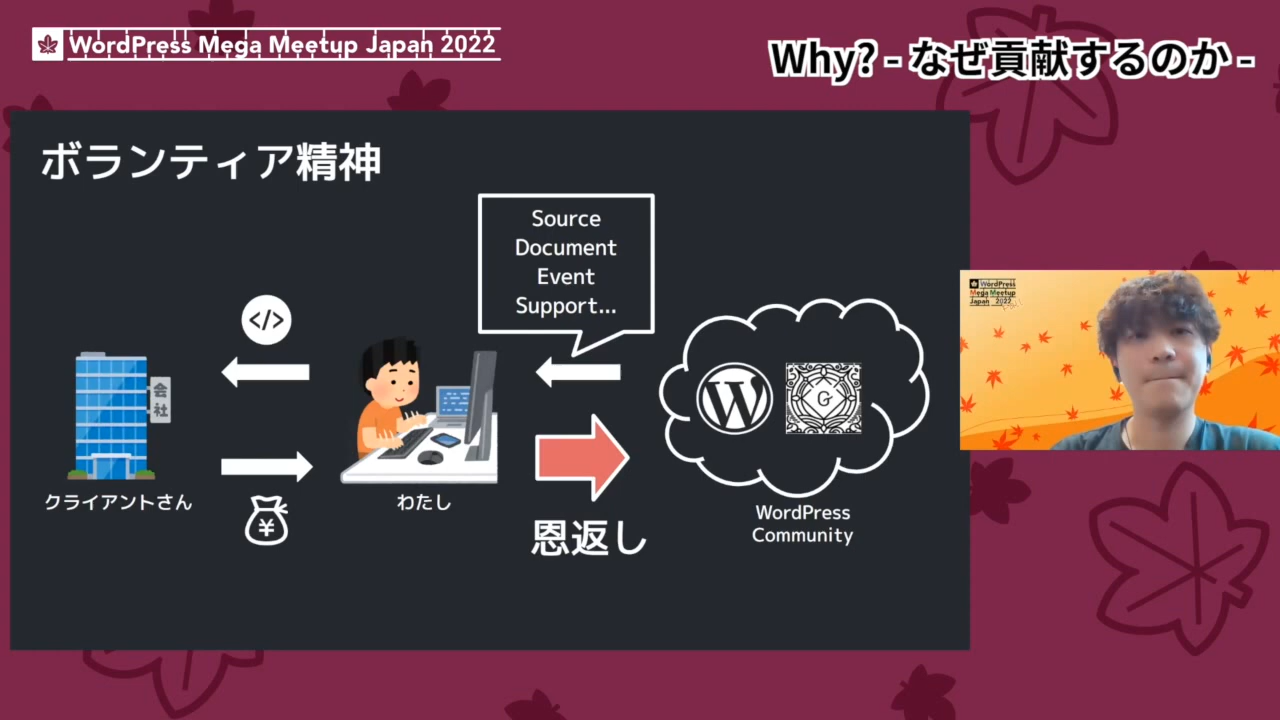 WordPress Mega Meetup Japan 2022
Why? - なぜ貢献するのか -
ボランティア精神
Source
Document
Event
Support...
</>
会
社
クライアントさん
¥
わたし
恩返し
W
G
WordPress
Community
WordPress
Mega Meetup
Japan 2022